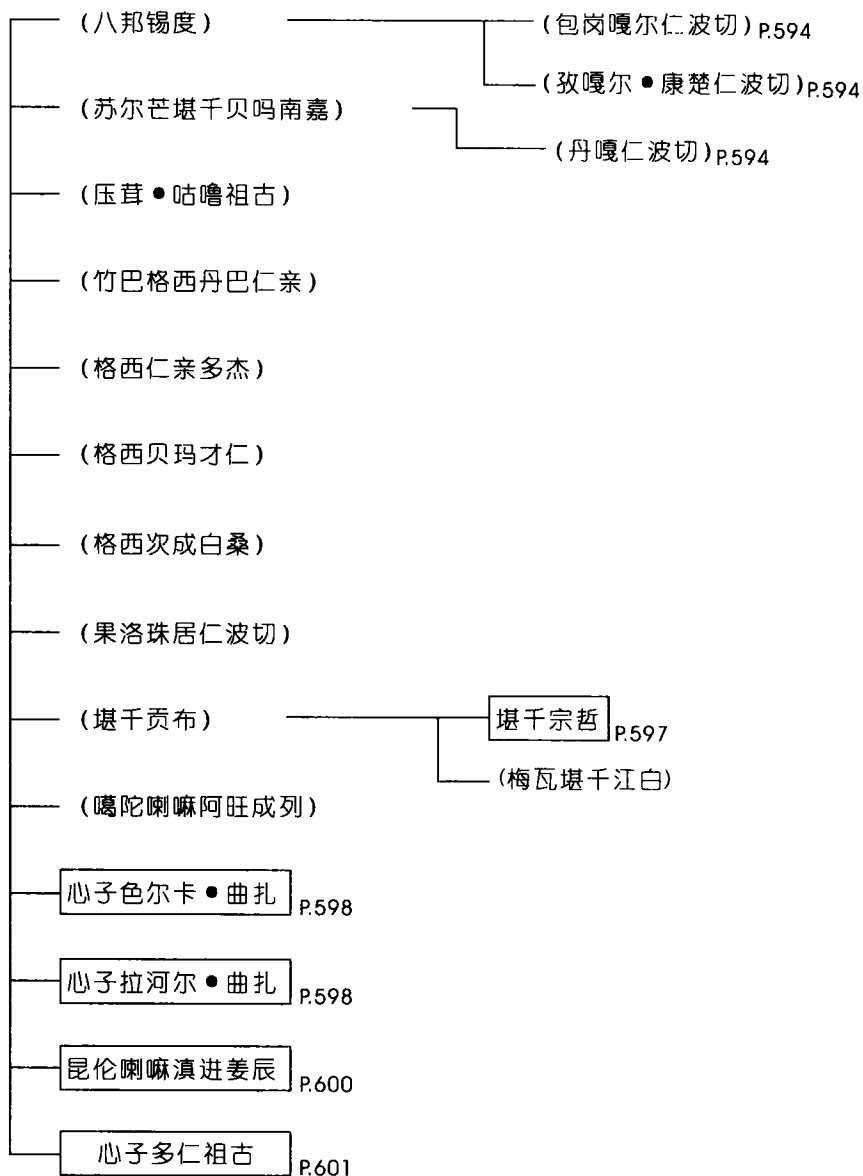 (八邦锡度) (包岗嘎尔仁波切) P.594
(孜嘎尔•康楚仁波切) P.594
(苏尔芒堪千贝吗南嘉) (丹嘎仁波切) P.594
(压茸•咕噜祖古)
(竹巴格西丹巴仁亲)
(格西仁亲多杰)
(格西贝玛才仁)
(格西次成白桑)
(果洛珠居仁波切)
(堪千贡布) 堪千宗哲 P.597
(梅瓦堪千江白)
(噶陀喇嘛阿旺成列)
心子色尔卡•曲扎 P.598
心子拉河尔•曲扎 P.598
昆伦喇嘛滇进姜辰 P.600
心子多仁祖古 P.601